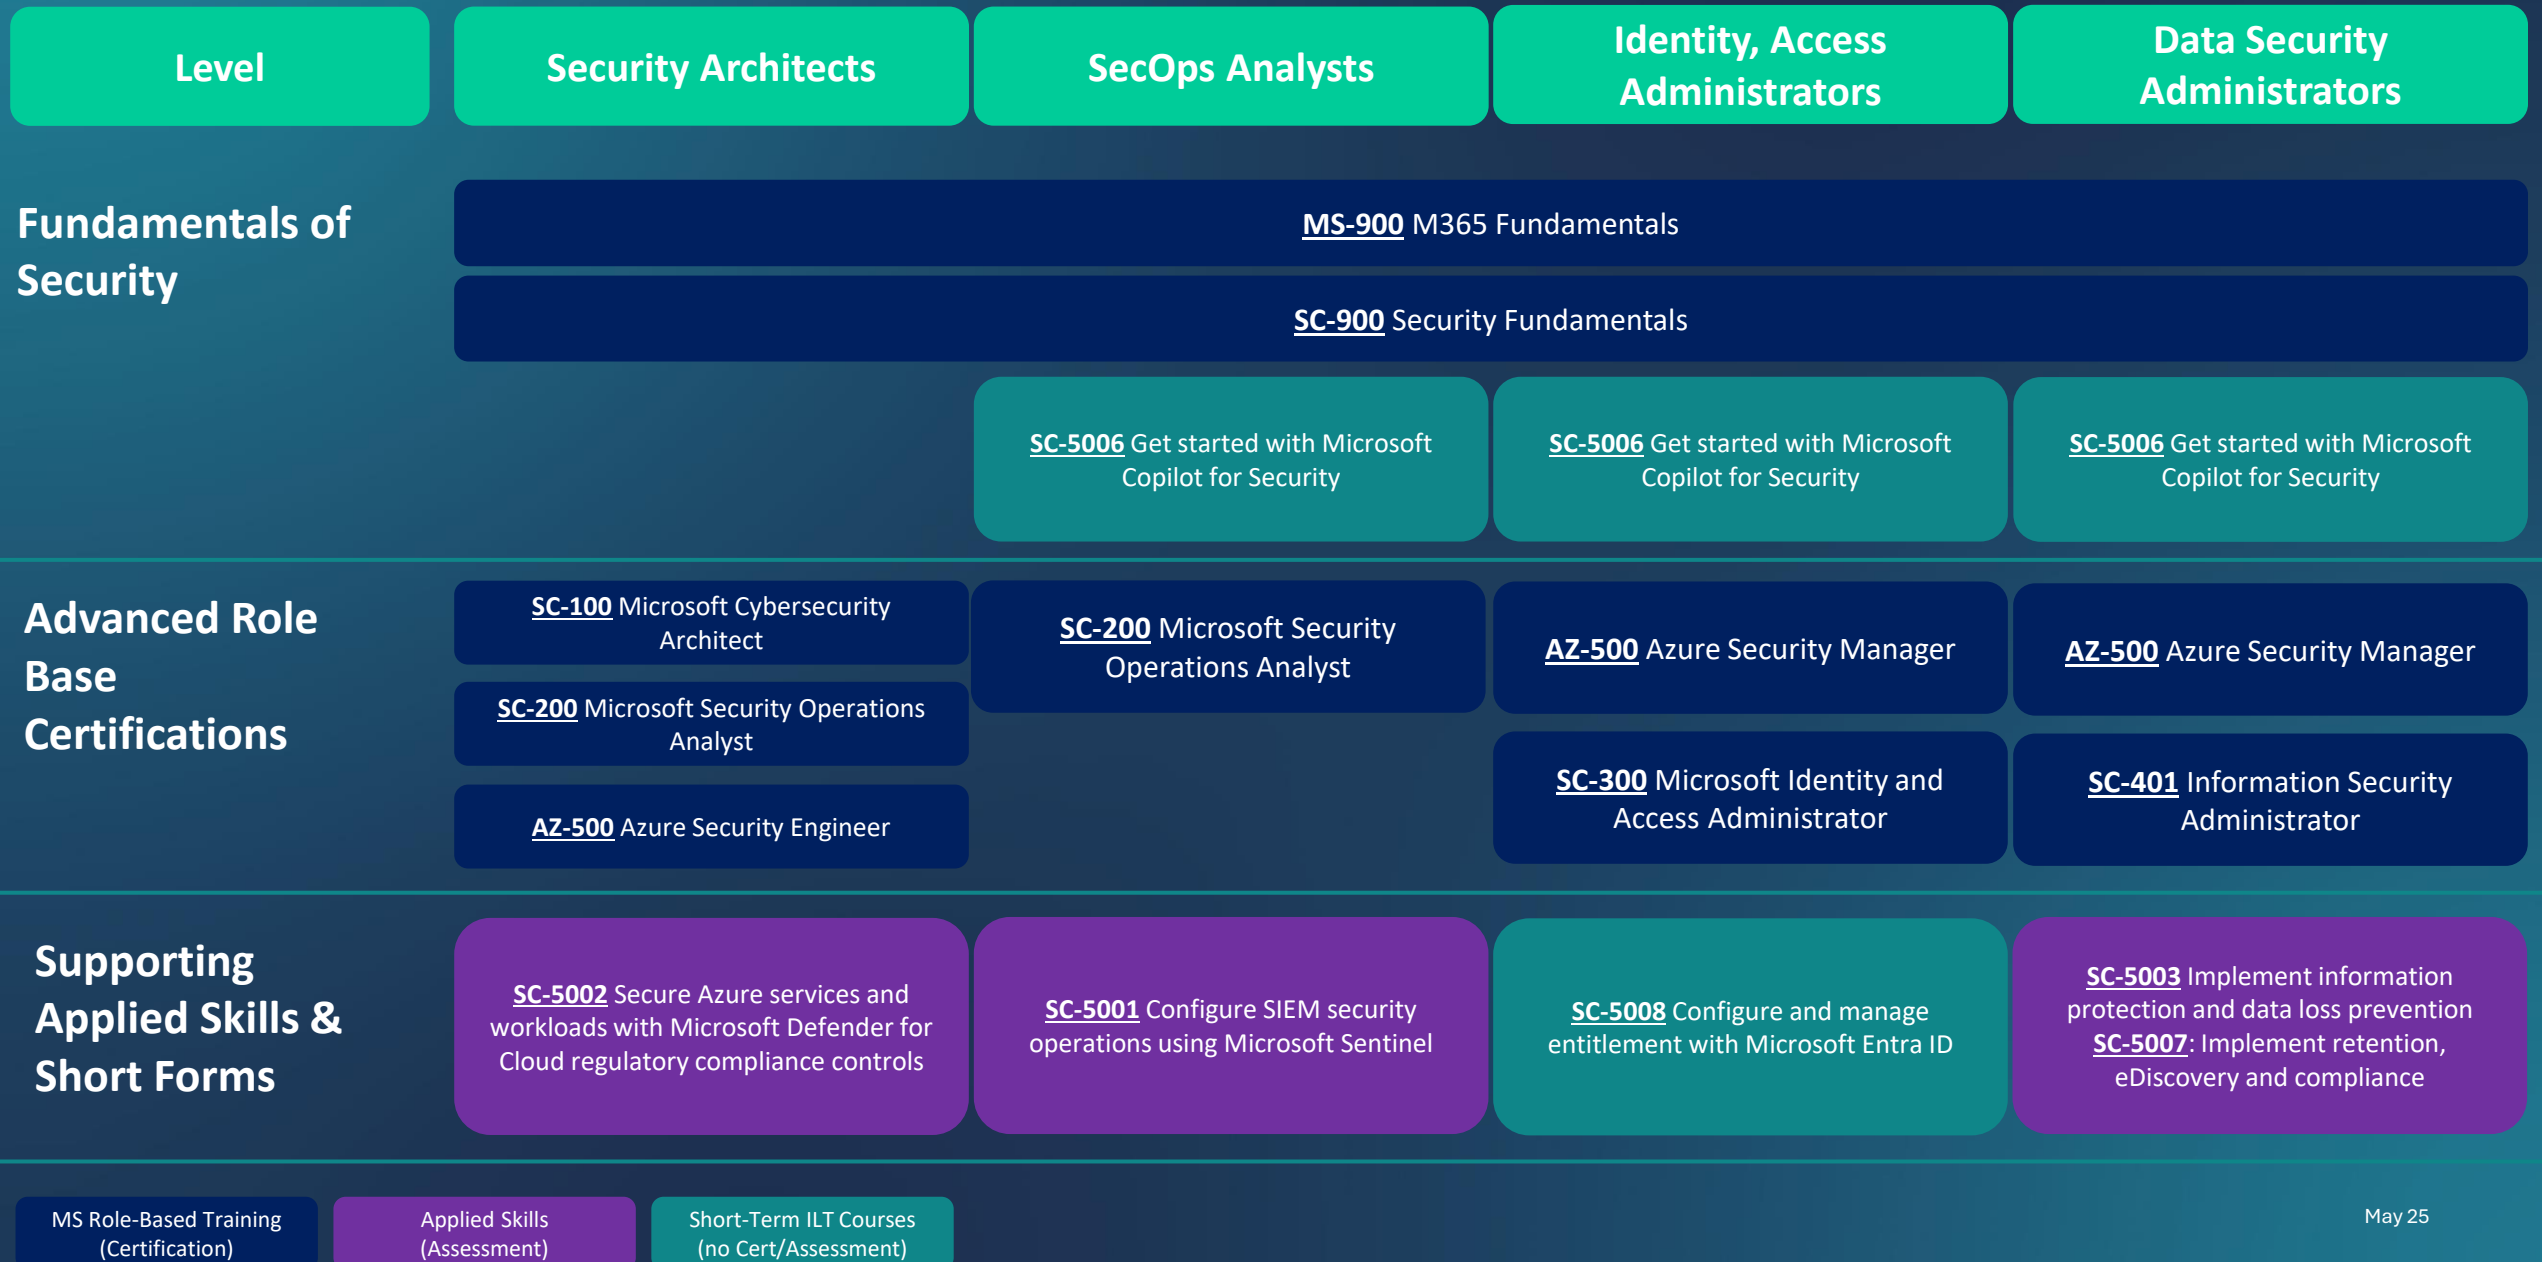 Level
Security Architects
SecOps Analysts
Identity, Access
Administrators
Data Security
Administrators
Fundamentals of
Security
MS-900 M365 Fundamentals
SC-900 Security Fundamentals
SC-5006 Get started with Microsoft
Copilot for Security
SC-5006 Get started with Microsoft
Copilot for Security
SC-5006 Get started with Microsoft
Copilot for Security
Advanced Role
Base
Certifications
SC-100 Microsoft Cybersecurity
Architect
SC-200 Microsoft Security Operations
Analyst
AZ-500 Azure Security Engineer
SC-200 Microsoft Security
Operations Analyst
AZ-500 Azure Security Manager
SC-300 Microsoft Identity and
Access Administrator
AZ-500 Azure Security Manager
SC-401 Information Security
Administrator
Supporting
Applied Skills &
Short Forms
SC-5002 Secure Azure services and
workloads with Microsoft Defender for
Cloud regulatory compliance controls
SC-5001 Configure SIEM security
operations using Microsoft Sentinel
SC-5008 Configure and manage
entitlement with Microsoft Entra ID
SC-5003 Implement information
protection and data loss prevention
SC-5007: Implement retention,
eDiscovery and compliance
MS Role-Based Training
(Certification)
Applied Skills
(Assessment)
Short-Term ILT Courses
(no Cert/Assessment)
May 25